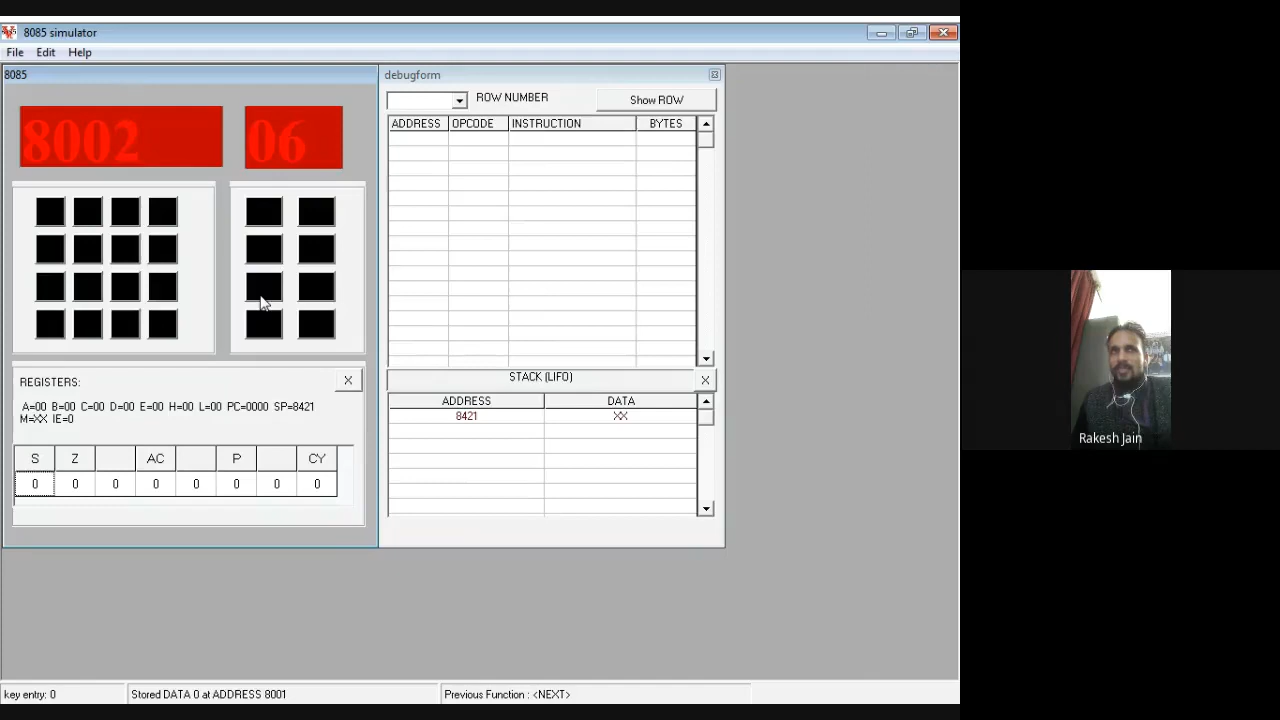 8085 simulator
File Edit Help
8085
debugform
8002 06
ROW NUMBER
Show ROW
ADDRESS OPCODE INSTRUCTION BYTES
STACK (LIFO) X
ADDRESS DATA
8421 XX
REGISTERS: X
A=00 B=00 C=00 D=00 E=00 H=00 L=00 PC=0000 SP=8421
M=XX IE=0
S Z AC P CY
0 0 0 0 0 0 0 0
key entry: 0
Stored DATA 0 at ADDRESS 8001
Previous Function : <NEXT>
Rakesh Jain